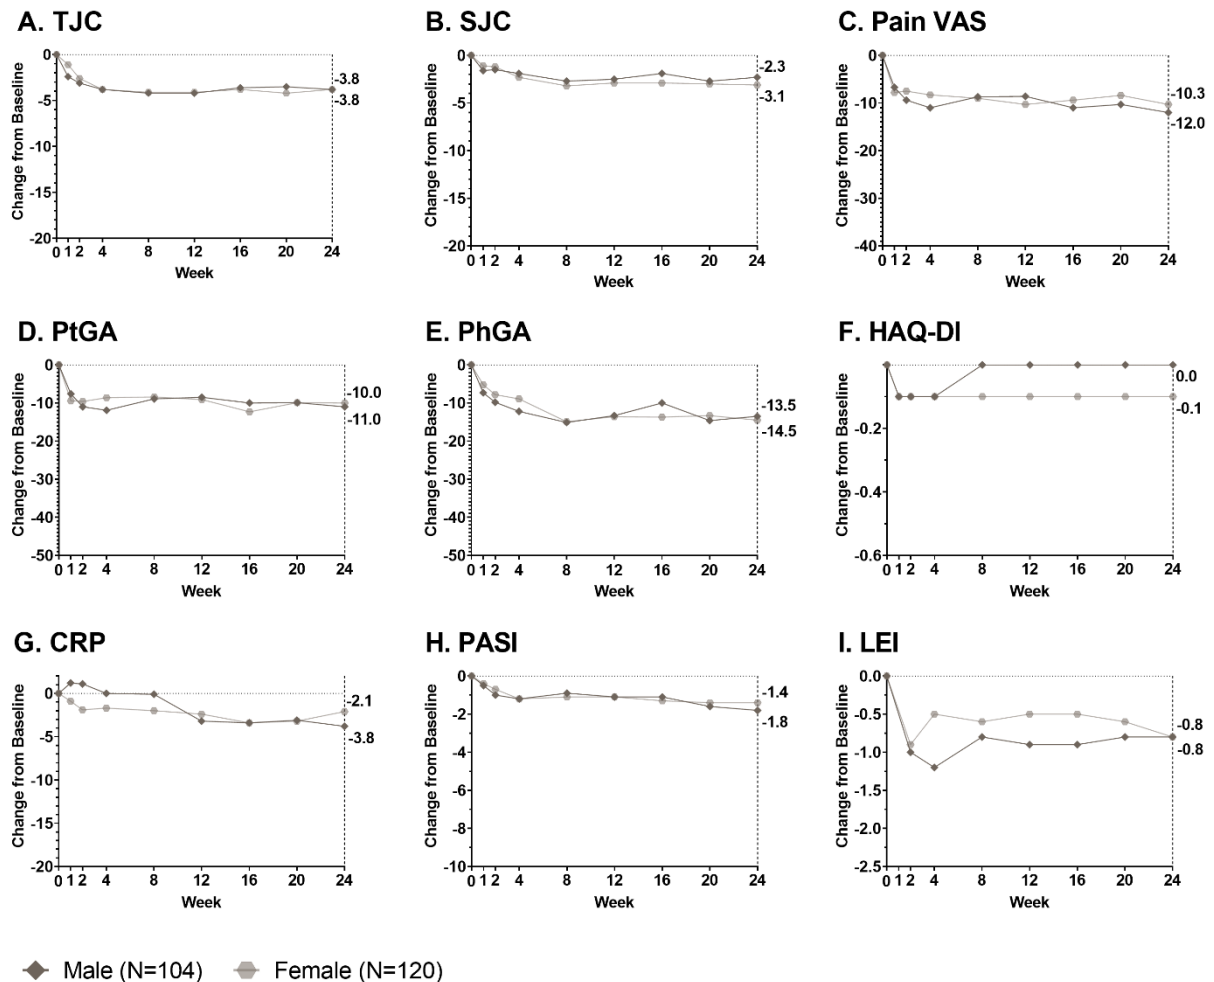 A. TJC
Change from Baseline
0
-5
-10
-15
-20
0 1 2 4 8 12 16 20 24
Week
-3.8
-3.8
B. SJC
Change from Baseline
0
-5
-10
-15
-20
0 1 2 4 8 12 16 20 24
Week
-2.3
-3.1
C. Pain VAS
Change from Baseline
0
-10
-20
-30
-40
0 1 2 4 8 12 16 20 24
Week
-10.3
-12.0
D. PtGA
Change from Baseline
0
-10
-20
-30
-40
-50
0 1 2 4 8 12 16 20 24
Week
-10.0
-11.0
E. PhGA
Change from Baseline
0
-10
-20
-30
-40
-50
0 1 2 4 8 12 16 20 24
Week
-13.5
-14.5
F. HAQ-DI
Change from Baseline
-0.2
-0.4
-0.6
0 1 2 4 8 12 16 20 24
Week
0.0
-0.1
G. CRP
Change from Baseline
0
-5
-10
-15
-20
0 1 2 4 8 12 16 20 24
Week
-2.1
-3.8
H. PASI
Change from Baseline
0
-2
-4
-6
-8
-10
0 1 2 4 8 12 16 20 24
Week
-1.4
-1.8
I. LEI
Change from Baseline
0.0
-0.5
-1.0
-1.5
-2.0
-2.5
0 1 2 4 8 12 16 20 24
Week
-0.8
-0.8
Male (N=104) Female (N=120)